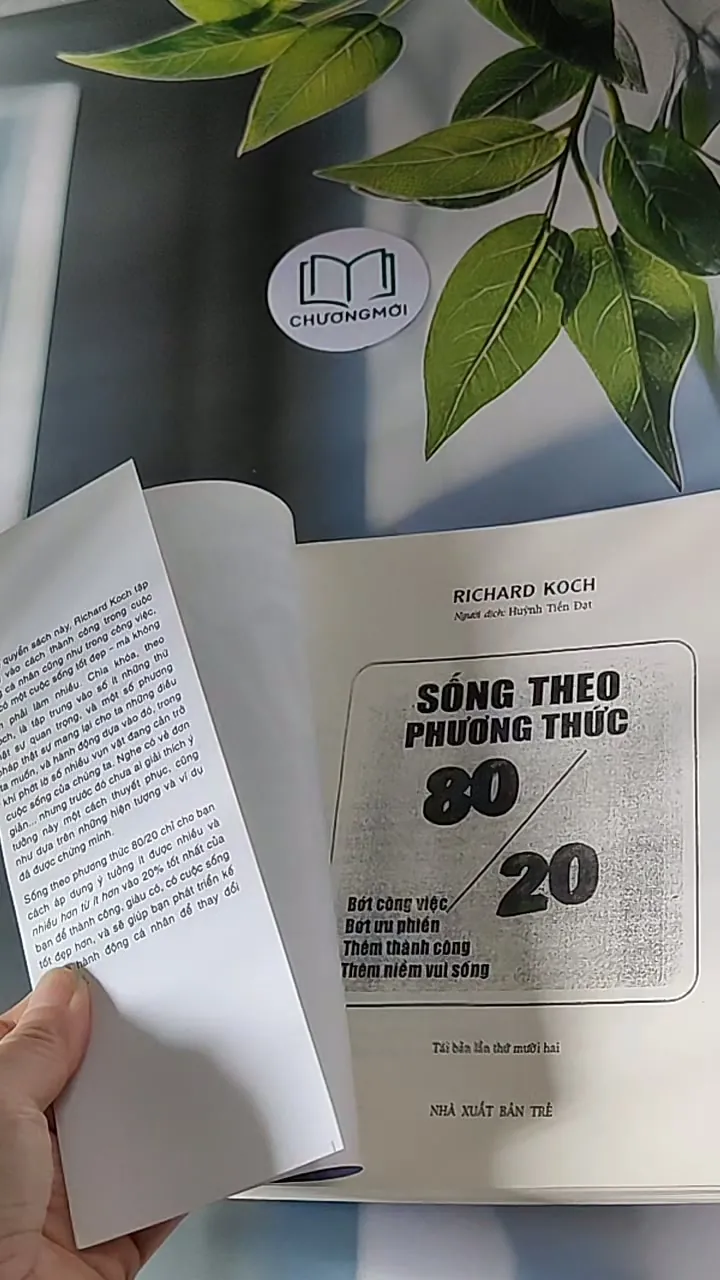 CHƯƠNGMỚI
quyển sách này, Richard Koch tập
vào cách thành công trong cuộc
cá nhân cũng như trong công việc,
có một cuộc sống tốt đẹp – mà không
phải làm nhiều. Chìa khóa, theo
là tập trung vào số ít những thứ
sự quan trọng, và một số phương
pháp thật sự mang lại cho ta những điều
ta muốn, và hành động dựa vào đó, trong
khi phớt lờ số nhiều vụn vặt đang cản trở
cuộc sống của chúng ta. Nghe có vẻ đơn
giản... nhưng trước đó chưa ai giải thích ý
tưởng này một cách thuyết phục, cũng
như dựa trên những hiện tượng và ví dụ
đã được chứng minh.
Sống theo phương thức 80/20 chỉ cho bạn
cách áp dụng ý tưởng ít được nhiều và
nhiều hơn từ ít hơn vào 20% tốt nhất của
bạn để thành công, giàu có, có cuộc sống
tốt đẹp hơn, và sẽ giúp bạn phát triển kế
hành động cá nhân để thay đổi
RICHARD KOCH
Người dịch: Huỳnh Tiến Đạt
SỐNG THEO
PHƯƠNG THỨC
80/20
Bớt công việc
Bớt ưu phiền
Thêm thành công
Thêm niềm vui sống
Tái bản lần thứ mười hai
NHÀ XUẤT BẢN TRẺ